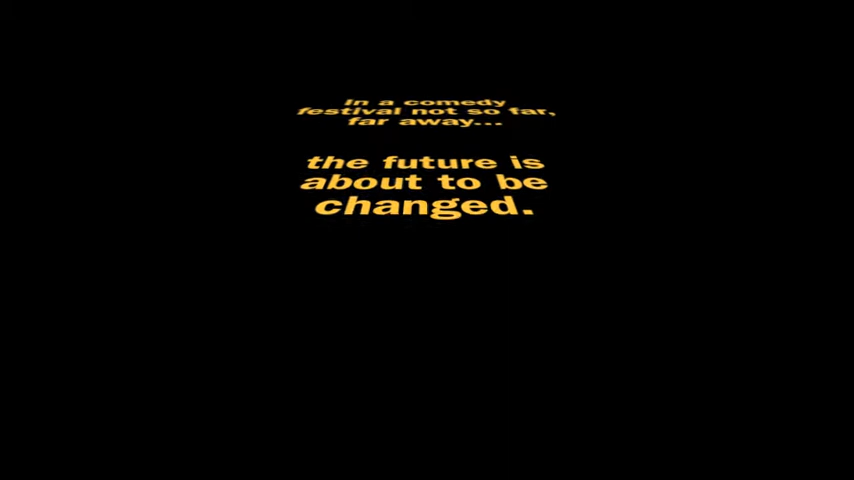 In a comedy
festival not so far,
far away...
the future is
about to be
changed.